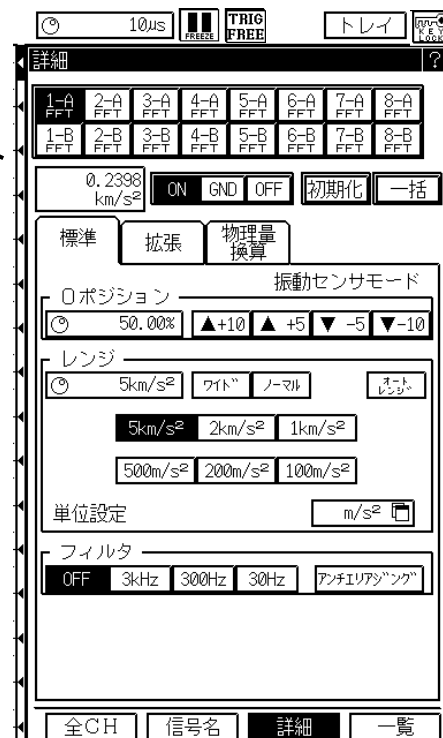 10μs FREEZE TRIG FREE トレイ KEY LOCK
詳細 ?
1-A FFT 2-A FFT 3-A FFT 4-A FFT 5-A FFT 6-A FFT 7-A FFT 8-A FFT
1-B FFT 2-B FFT 3-B FFT 4-B FFT 5-B FFT 6-B FFT 7-B FFT 8-B FFT
0.2398 km/s² ON GND OFF 初期化 一括
標準 拡張 物理量換算
振動センサモード
0ポジション
50.00% ▲+10 ▲ +5 ▼ -5 ▼-10
レンジ
5km/s² ワイド ノーマル オートレンジ
5km/s² 2km/s² 1km/s²
500m/s² 200m/s² 100m/s²
単位設定 m/s²
フィルタ
OFF 3kHz 300Hz 30Hz アンチエリアジング
全CH 信号名 詳細 一覧